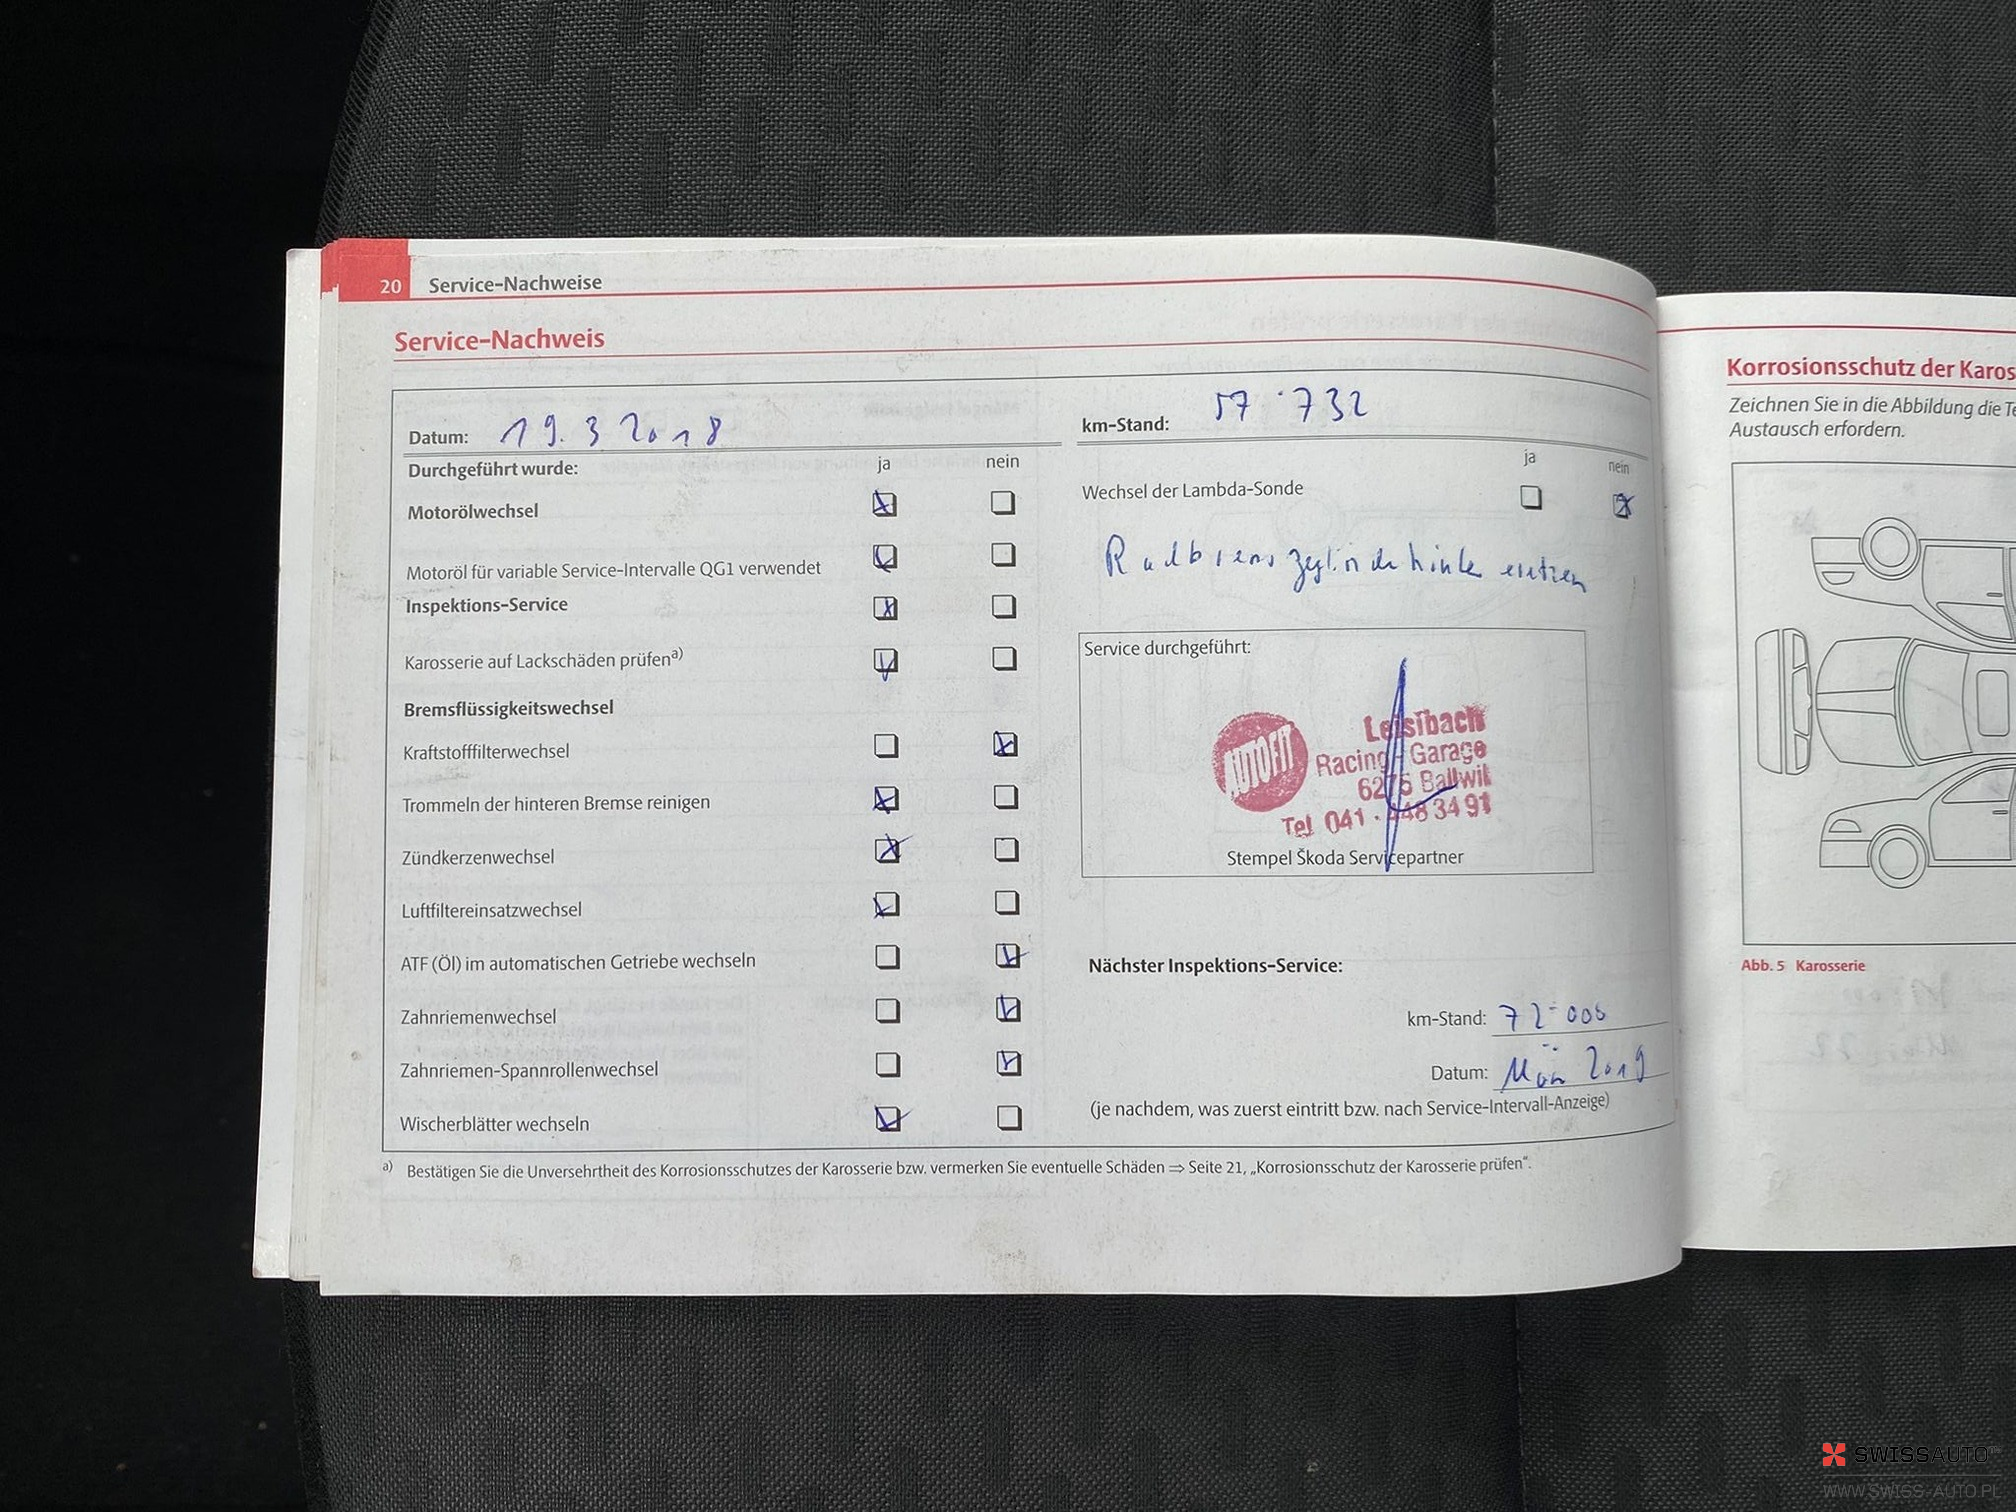 20 Service-Nachweise
Service-Nachweis
Datum: 19. 3 2018
Durchgeführt wurde: ja nein
Motorölwechsel
Motoröl für variable Service-Intervalle QG1 verwendet
Inspektions-Service
Karosserie auf Lackschäden prüfena)
Bremsflüssigkeitswechsel
Kraftstofffilterwechsel
Trommeln der hinteren Bremse reinigen
Zündkerzenwechsel
Luftfiltereinsatzwechsel
ATF (Öl) im automatischen Getriebe wechseln
Zahnriemenwechsel
Zahnriemen-Spannrollenwechsel
Wischerblätter wechseln
km-Stand: 57 · 732
ja nein
Wechsel der Lambda-Sonde
Service durchgeführt:
AUTOFIT
Leisibach
Racing - Garage
6275 Ballwil
Tel 041 · 448 34 91
Stempel Škoda Servicepartner
Nächster Inspektions-Service:
km-Stand: 72-000
Datum: März 2019
(je nachdem, was zuerst eintritt bzw. nach Service-Intervall-Anzeige)
a) Bestätigen Sie die Unversehrtheit des Korrosionsschutzes der Karosserie bzw. vermerken Sie eventuelle Schäden ⇒ Seite 21, „Korrosionsschutz der Karosserie prüfen“.
Korrosionsschutz der Karos
Zeichnen Sie in die Abbildung die Te
Austausch erfordern.
Abb. 5 Karosserie
SWISSAUTO
WWW.SWISS-AUTO.PL